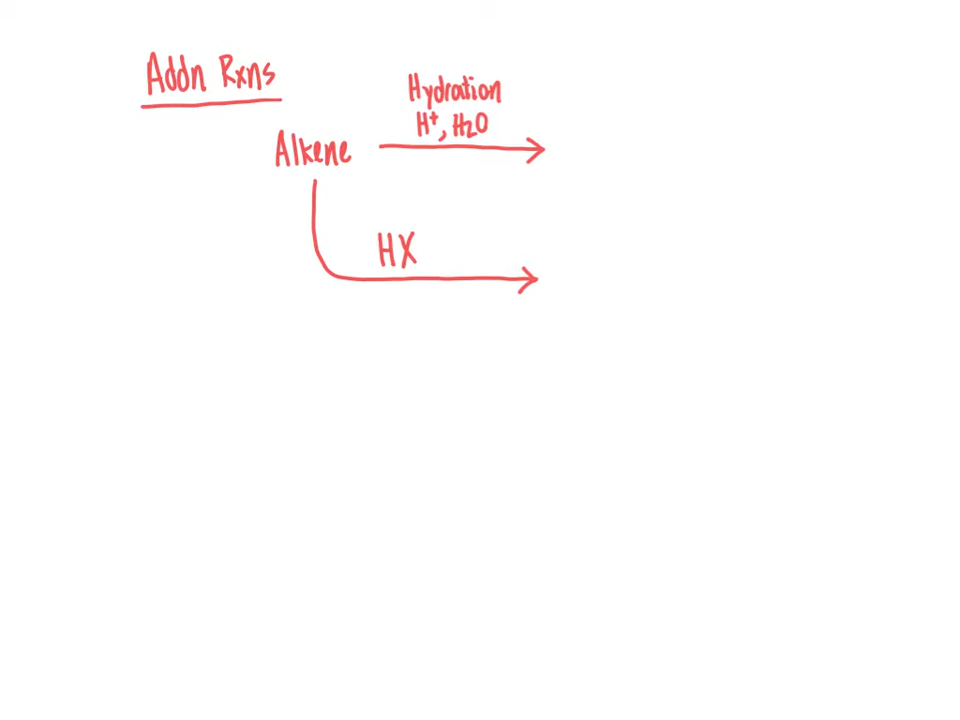 Addn Rxns
Hydration
H⁺, H₂O
Alkene
HX